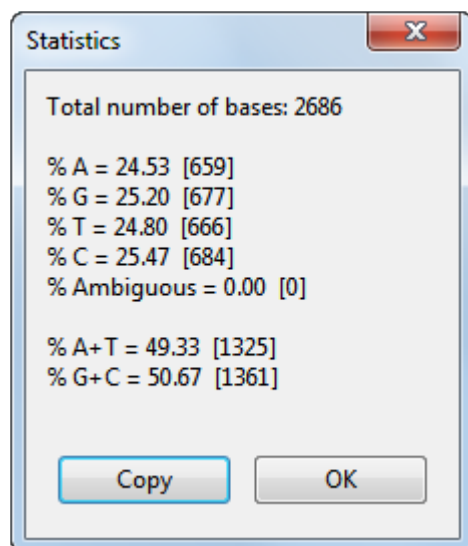 Statistics
Total number of bases: 2686
% A = 24.53 [659]
% G = 25.20 [677]
% T = 24.80 [666]
% C = 25.47 [684]
% Ambiguous = 0.00 [0]
% A+T = 49.33 [1325]
% G+C = 50.67 [1361]
Copy OK